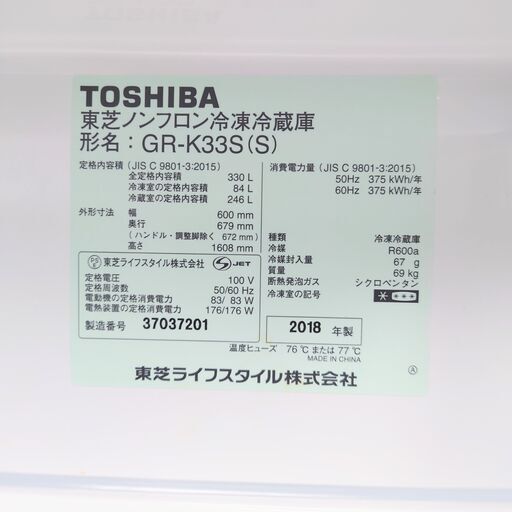 TOSHIBA
東芝ノンフロン冷凍冷蔵庫
形名：GR-K33S(S)
定格内容積 (JIS C 9801-3:2015)
全定格内容積 330 L
冷凍室の定格内容積 84 L
冷蔵室の定格内容積 246 L
外形寸法 幅 600 mm
奥行 679 mm
(ハンドル・調整脚除く 672 mm)
高さ 1608 mm
消費電力量 (JIS C 9801-3:2015)
50Hz 375 kWh/年
60Hz 375 kWh/年
種類 冷凍冷蔵庫
冷媒 R600a
冷媒封入量 67 g
質量 69 kg
断熱発泡ガス シクロペンタン
冷凍室の記号
PSE 東芝ライフスタイル株式会社 S JET
定格電圧 100 V
定格周波数 50/60 Hz
電動機の定格消費電力 83/ 83 W
電熱装置の定格消費電力 176/176 W
製造番号 37037201
2018 年製
温度ヒューズ 76℃ または 77℃
MADE IN CHINA
東芝ライフスタイル株式会社
Ⓐ